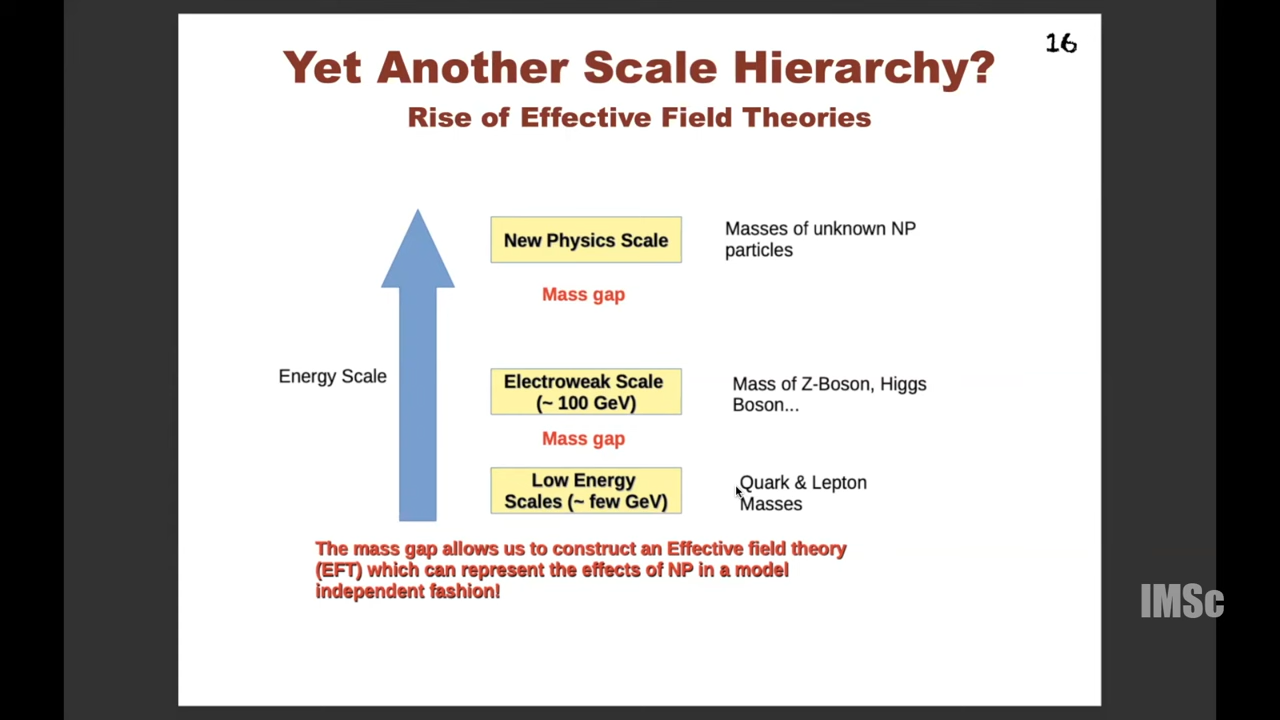 16
Yet Another Scale Hierarchy?
Rise of Effective Field Theories
New Physics Scale
Masses of unknown NP
particles
Mass gap
Energy Scale
Electroweak Scale
(~ 100 GeV)
Mass of Z-Boson, Higgs
Boson...
Mass gap
Low Energy
Scales (~ few GeV)
Quark & Lepton
Masses
The mass gap allows us to construct an Effective field theory
(EFT) which can represent the effects of NP in a model
independent fashion!
IMSc